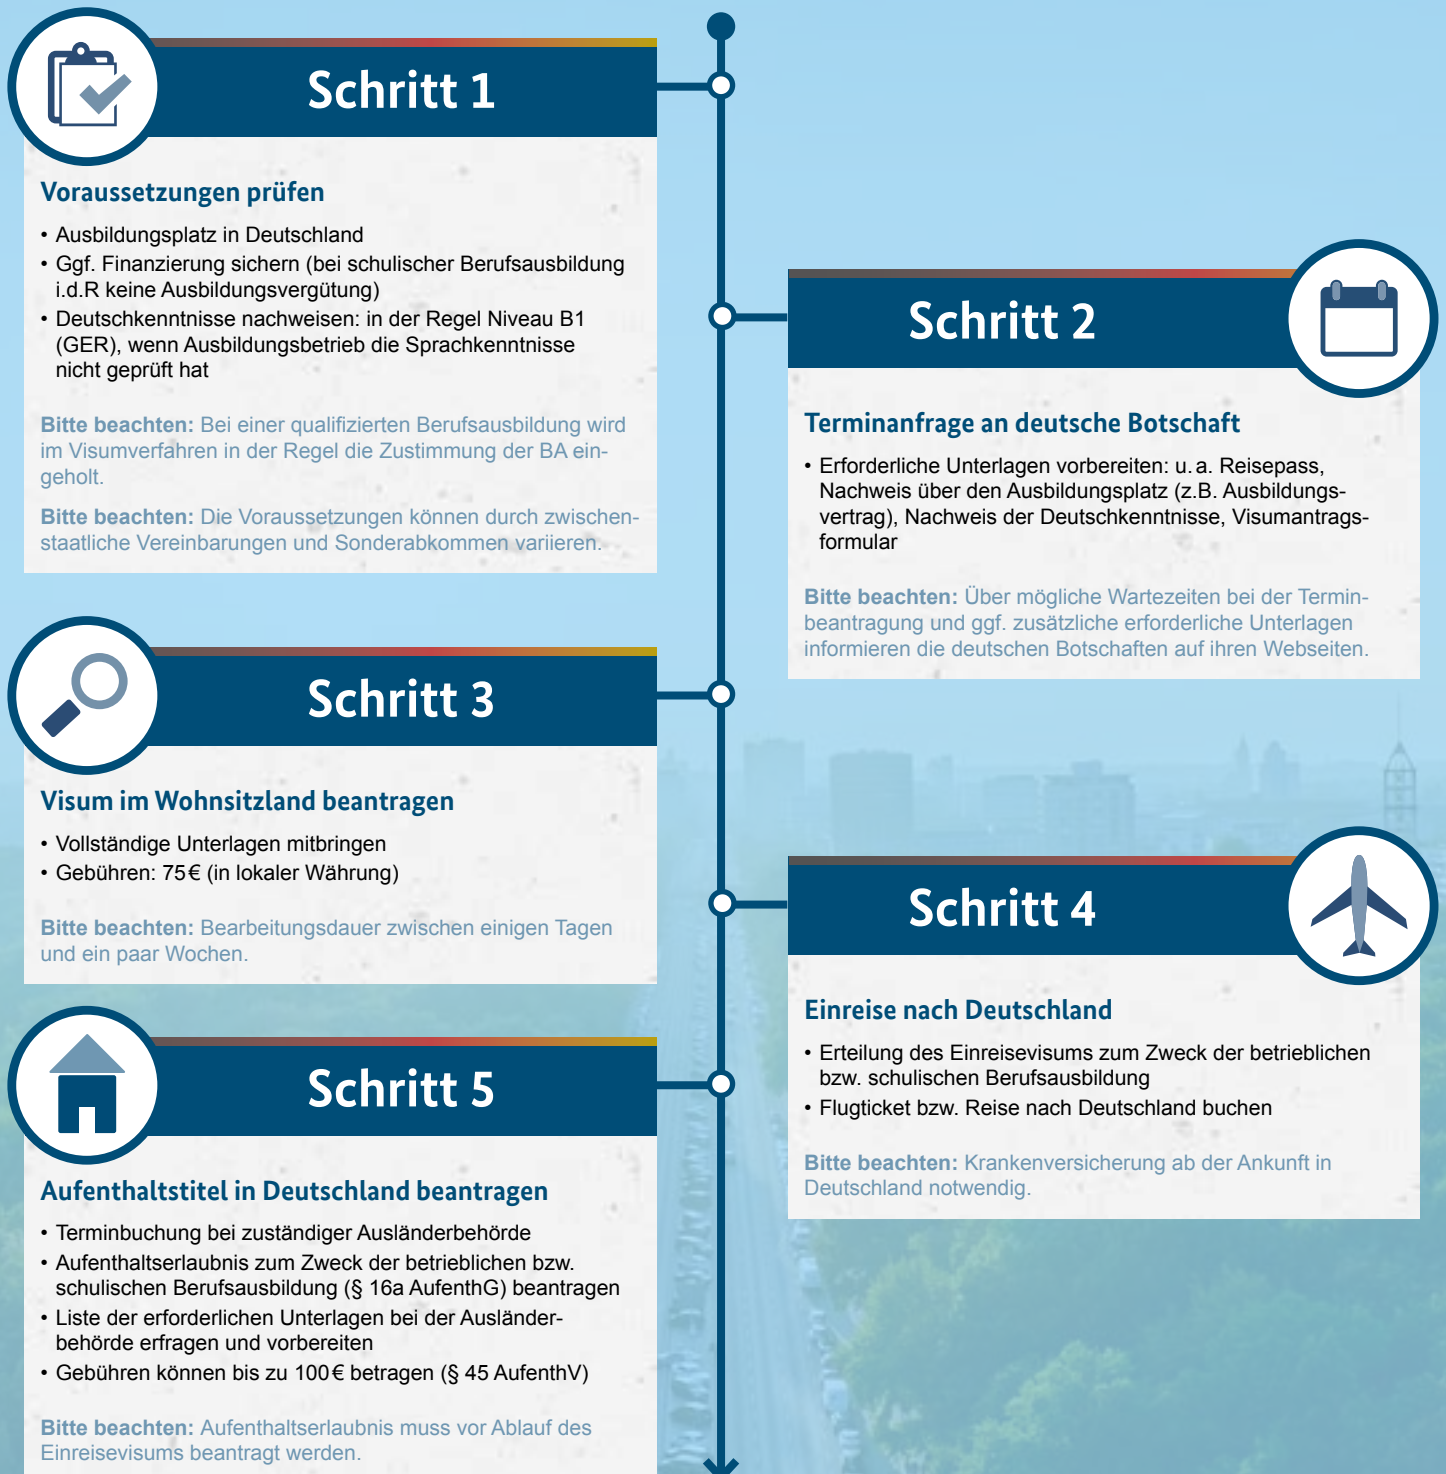 Schritt 1
Voraussetzungen prüfen
• Ausbildungsplatz in Deutschland
• Ggf. Finanzierung sichern (bei schulischer Berufsausbildung
i.d.R keine Ausbildungsvergütung)
• Deutschkenntnisse nachweisen: in der Regel Niveau B1
(GER), wenn Ausbildungsbetrieb die Sprachkenntnisse
nicht geprüft hat
Bitte beachten: Bei einer qualifizierten Berufsausbildung wird
im Visumverfahren in der Regel die Zustimmung der BA ein-
geholt.
Bitte beachten: Die Voraussetzungen können durch zwischen-
staatliche Vereinbarungen und Sonderabkommen variieren.
Schritt 2
Terminanfrage an deutsche Botschaft
• Erforderliche Unterlagen vorbereiten: u. a. Reisepass,
Nachweis über den Ausbildungsplatz (z.B. Ausbildungs-
vertrag), Nachweis der Deutschkenntnisse, Visumantrags-
formular
Bitte beachten: Über mögliche Wartezeiten bei der Termin-
beantragung und ggf. zusätzliche erforderliche Unterlagen
informieren die deutschen Botschaften auf ihren Webseiten.
Schritt 3
Visum im Wohnsitzland beantragen
• Vollständige Unterlagen mitbringen
• Gebühren: 75 € (in lokaler Währung)
Bitte beachten: Bearbeitungsdauer zwischen einigen Tagen
und ein paar Wochen.
Schritt 4
Einreise nach Deutschland
• Erteilung des Einreisevisums zum Zweck der betrieblichen
bzw. schulischen Berufsausbildung
• Flugticket bzw. Reise nach Deutschland buchen
Bitte beachten: Krankenversicherung ab der Ankunft in
Deutschland notwendig.
Schritt 5
Aufenthaltstitel in Deutschland beantragen
• Terminbuchung bei zuständiger Ausländerbehörde
• Aufenthaltserlaubnis zum Zweck der betrieblichen bzw.
schulischen Berufsausbildung (§ 16a AufenthG) beantragen
• Liste der erforderlichen Unterlagen bei der Ausländer-
behörde erfragen und vorbereiten
• Gebühren können bis zu 100 € betragen (§ 45 AufenthV)
Bitte beachten: Aufenthaltserlaubnis muss vor Ablauf des
Einreisevisums beantragt werden.